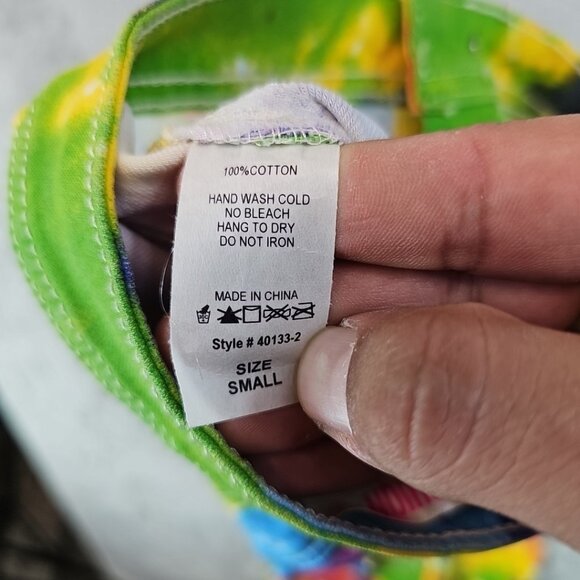 100%COTTON
HAND WASH COLD
NO BLEACH
HANG TO DRY
DO NOT IRON
MADE IN CHINA
Style # 40133-2
SIZE
SMALL